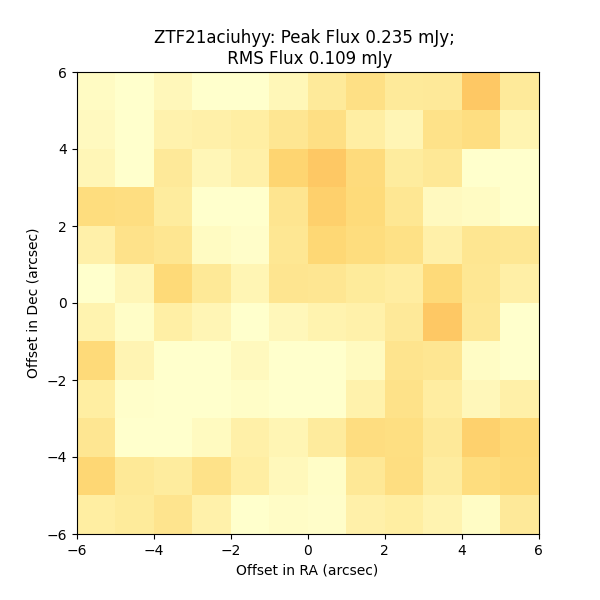 ZTF21aciuhyy: Peak Flux 0.235 mJy;
RMS Flux 0.109 mJy
6
4
2
0
−2
−4
−6
Offset in Dec (arcsec)
−6 −4 −2 0 2 4 6
Offset in RA (arcsec)